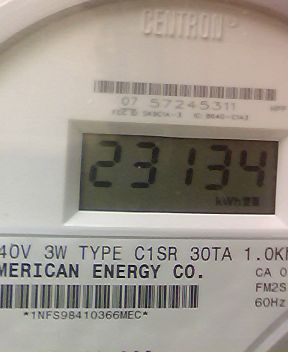 CENTRON®
07 57245311
23134
kWh
40V 3W TYPE C1SR 30TA 1.0K
MERICAN ENERGY CO.
CA 0
FM2S
60Hz
*1NFS98410366MEC*